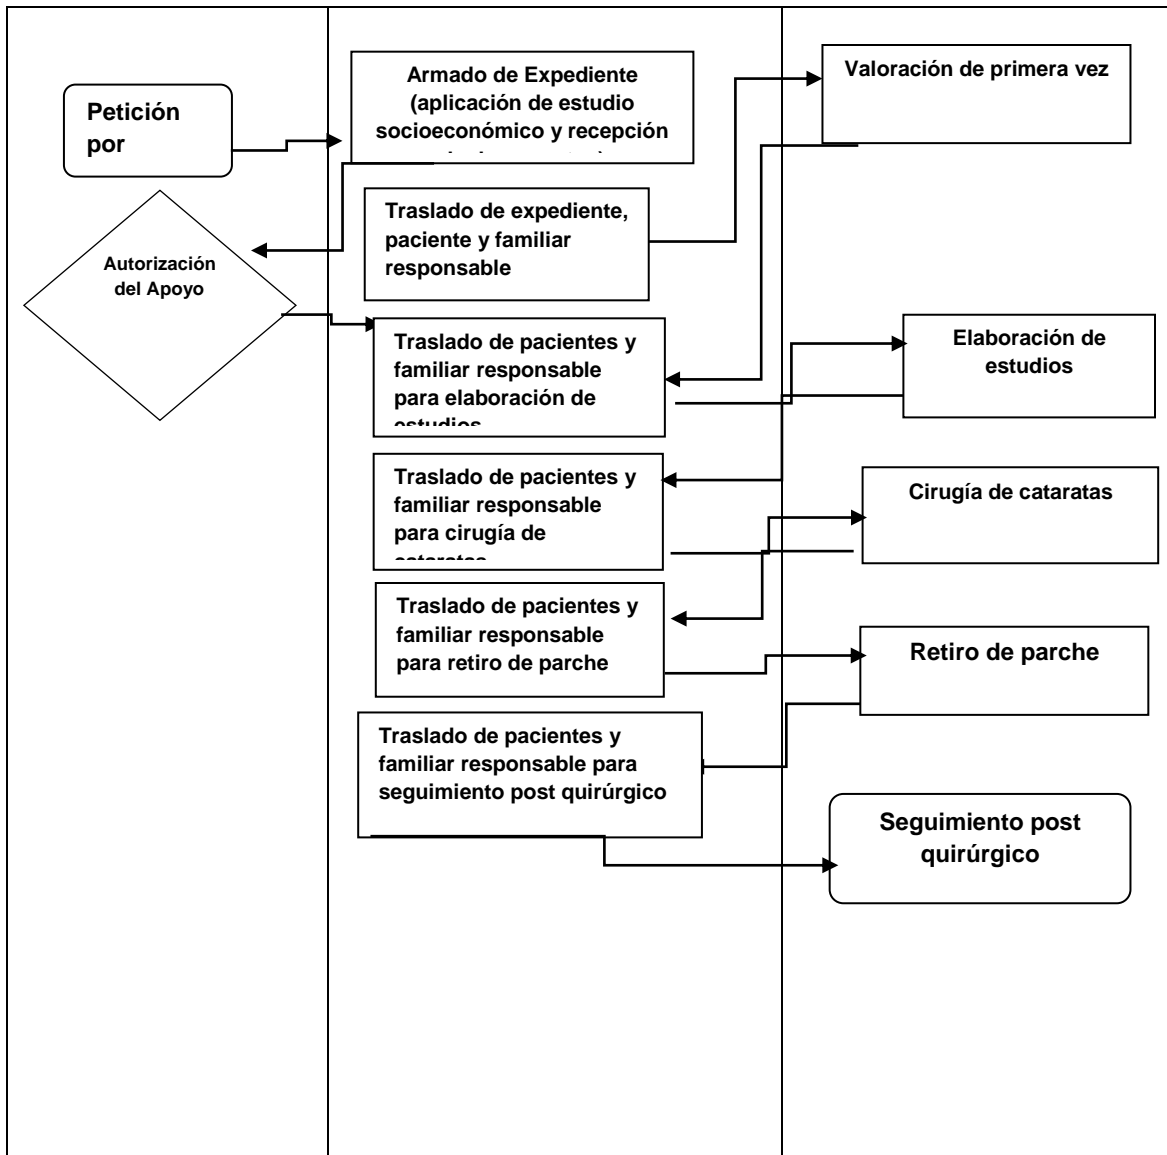 Petición
por
Autorización
del Apoyo
Armado de Expediente
(aplicación de estudio
socioeconómico y recepción
Traslado de expediente,
paciente y familiar
responsable
Traslado de pacientes y
familiar responsable
para elaboración de
estudios
Traslado de pacientes y
familiar responsable
para cirugía de
cataratas
Traslado de pacientes y
familiar responsable
para retiro de parche
Traslado de pacientes y
familiar responsable para
seguimiento post quirúrgico
Valoración de primera vez
Elaboración de
estudios
Cirugía de cataratas
Retiro de parche
Seguimiento post
quirúrgico